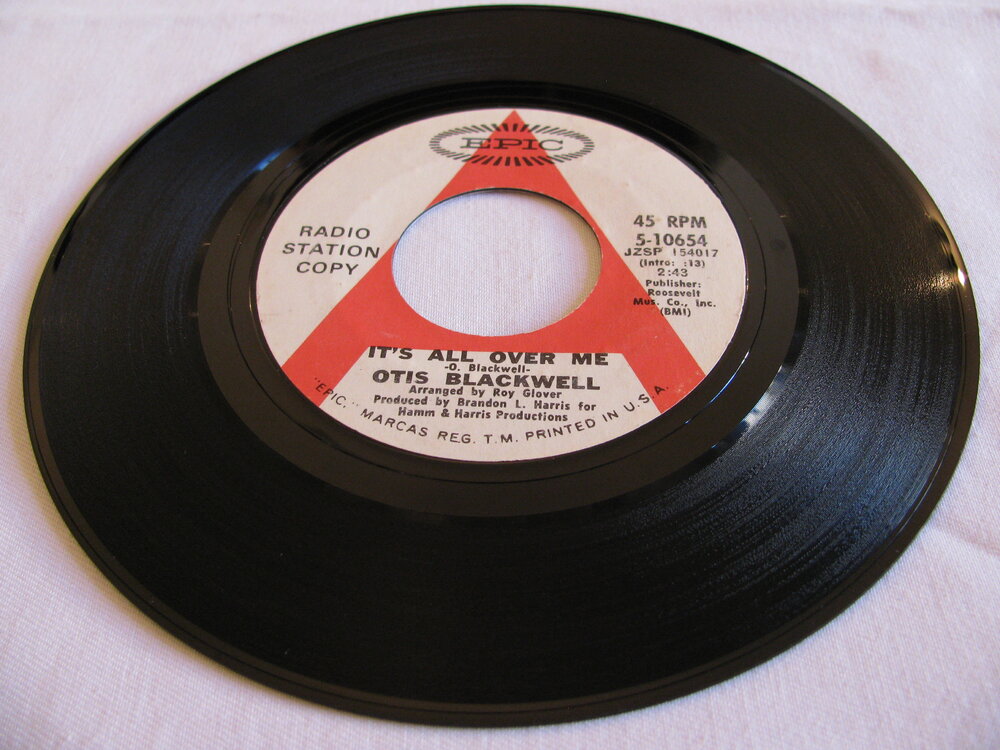 EPIC
RADIO
STATION
COPY
45 RPM
5-10654
JZSP 154017
(Intro: :13)
2:43
Publisher:
Roosevelt
Mus. Co., Inc.
(BMI)
IT'S ALL OVER ME
-O. Blackwell-
OTIS BLACKWELL
Arranged by Roy Glover
Produced by Brandon L. Harris for
Hamm & Harris Productions
"EPIC," MARCAS REG. T.M. PRINTED IN U.S.A.